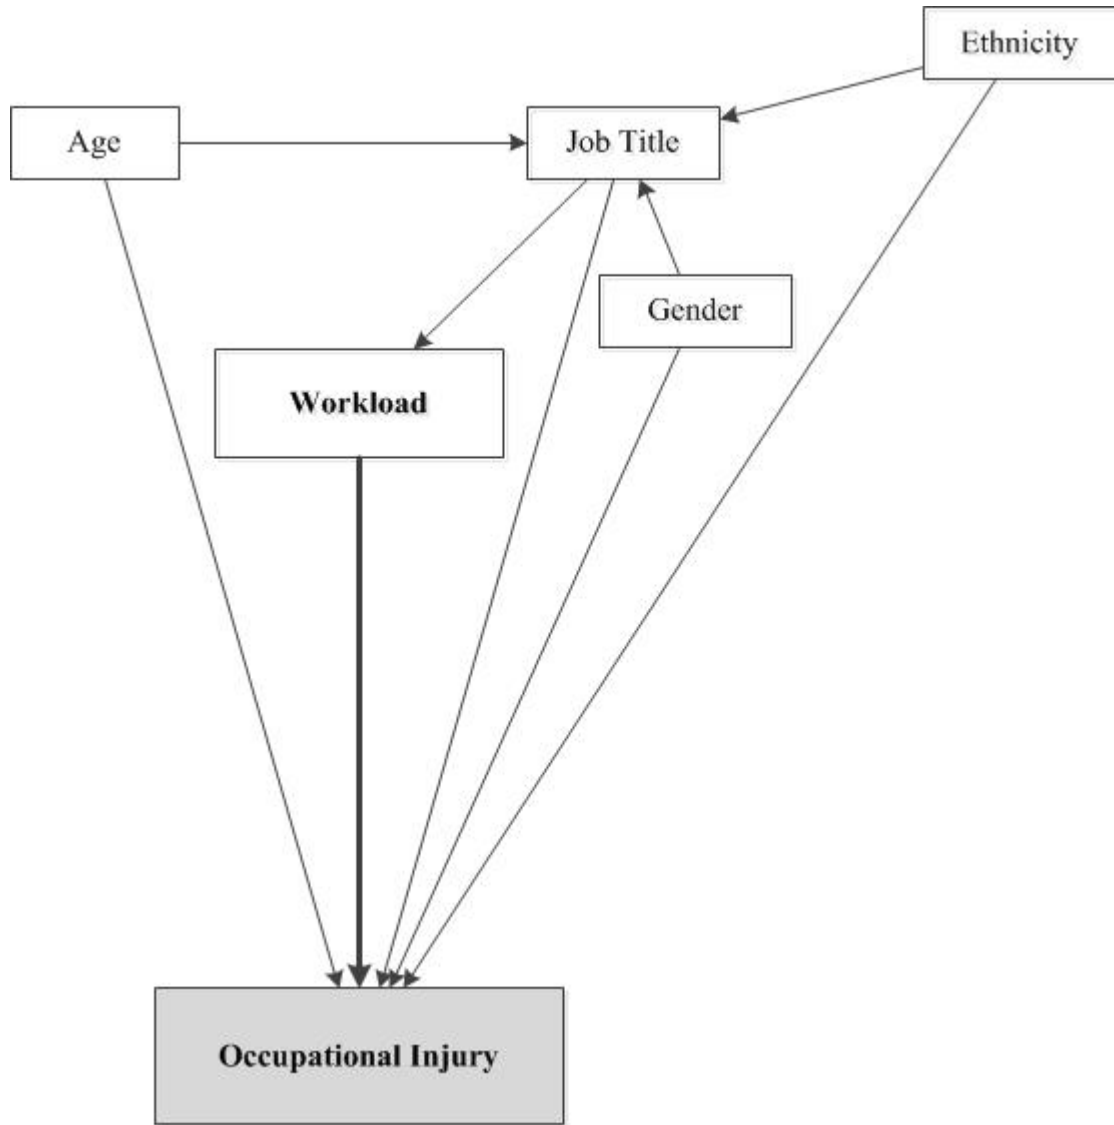 Ethnicity
Age
Job Title
Gender
Workload
Occupational Injury